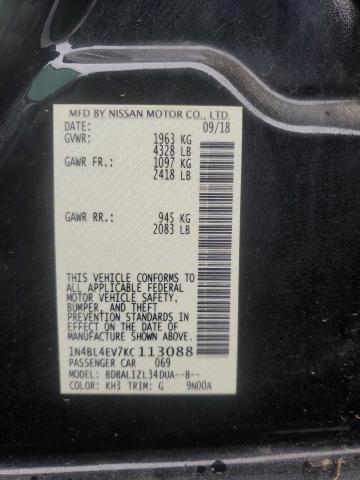 MFD BY NISSAN MOTOR CO., LTD.
DATE: 09/18
GVWR: 1963 KG
4328 LB
GAWR FR.: 1097 KG
2418 LB
GAWR RR.: 945 KG
2083 LB
THIS VEHICLE CONFORMS TO
ALL APPLICABLE FEDERAL
MOTOR VEHICLE SAFETY,
BUMPER, AND THEFT
PREVENTION STANDARDS IN
EFFECT ON THE DATE OF
MANUFACTURE SHOWN ABOVE.
1N4BL4EV7KC113088
PASSENGER CAR 069
MODEL: BDBALIZL34DUA--B--
COLOR: KH3 TRIM: G 9N00A